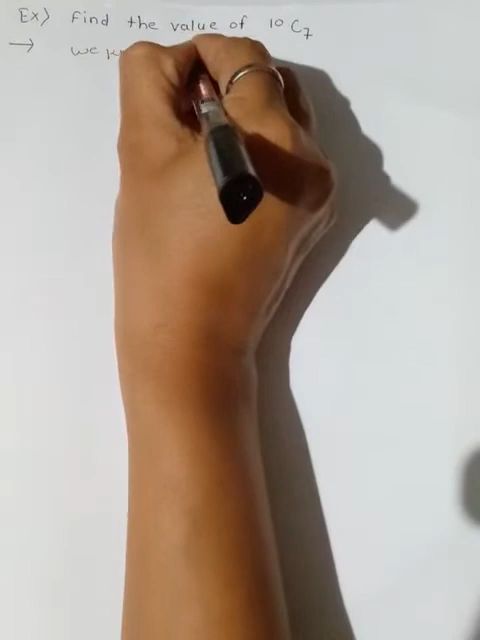 Ex> Find the value of ¹⁰C₇
→ we